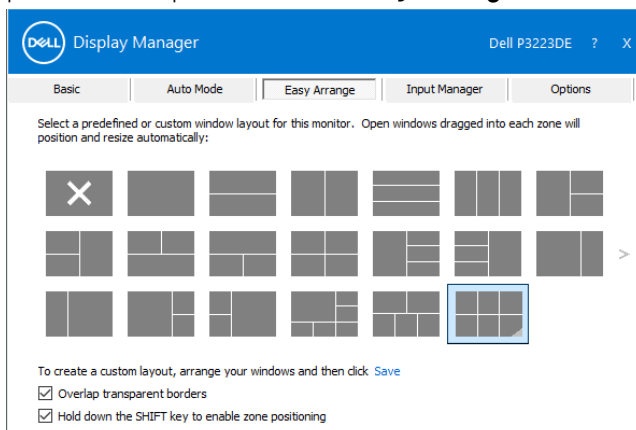 DELL Display Manager Dell P3223DE ? X
Basic Auto Mode Easy Arrange Input Manager Options
Select a predefined or custom window layout for this monitor. Open windows dragged into each zone will
position and resize automatically:
>
To create a custom layout, arrange your windows and then click Save
Overlap transparent borders
Hold down the SHIFT key to enable zone positioning